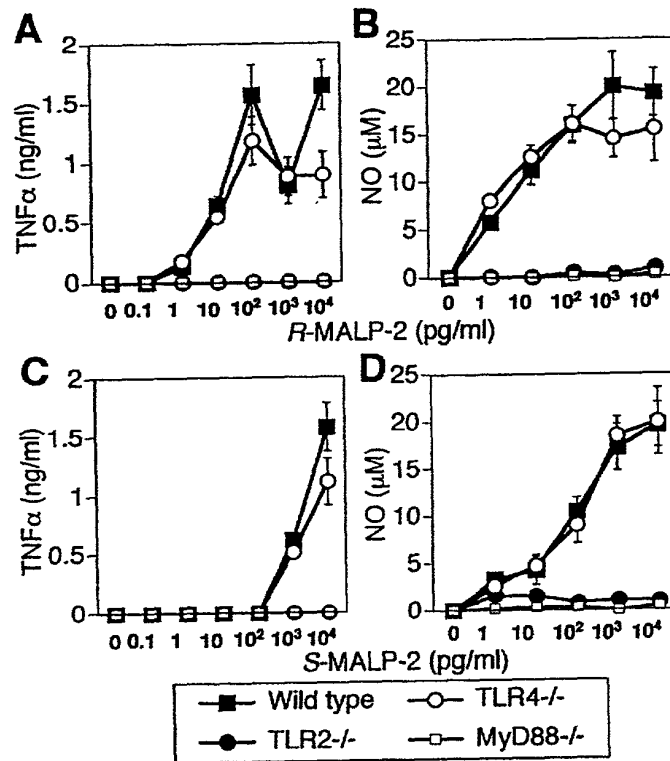 A
B
2
1.5
1
0.5
0
TNFα (ng/ml)
25
20
15
10
5
0
NO (μM)
0 0.1 1 10 10² 10³ 10⁴
0 1 10 10² 10³ 10⁴
R-MALP-2 (pg/ml)
C
D
2
1.5
1
0.5
0
TNFα (ng/ml)
25
20
15
10
5
0
NO (μM)
0 0.1 1 10 10² 10³ 10⁴
0 1 10 10² 10³ 10⁴
S-MALP-2 (pg/ml)
Wild type TLR4-/-
TLR2-/- MyD88-/-